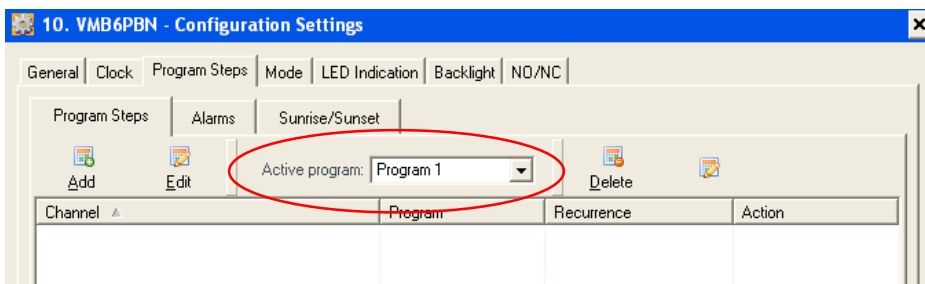 10. VMB6PBN - Configuration Settings
General Clock Program Steps Mode LED Indication Backlight NO/NC
Program Steps Alarms Sunrise/Sunset
Add Edit Active program: Program 1 Delete
Channel Program Recurrence Action